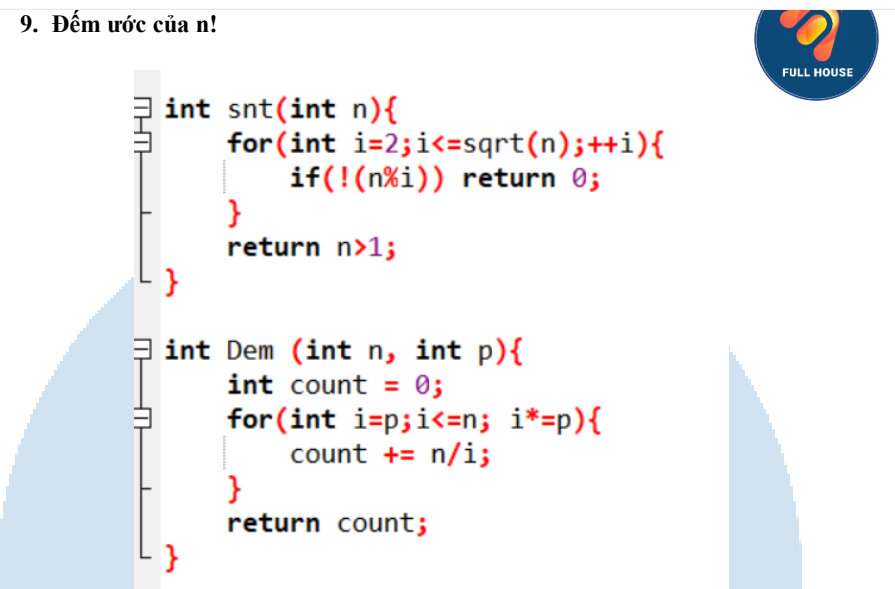 9. Đếm ước của n!
FULL HOUSE
int snt(int n){
for(int i=2;i<=sqrt(n);++i){
if(!(n%i)) return 0;
}
return n>1;
}
int Dem (int n, int p){
int count = 0;
for(int i=p;i<=n; i*=p){
count += n/i;
}
return count;
}